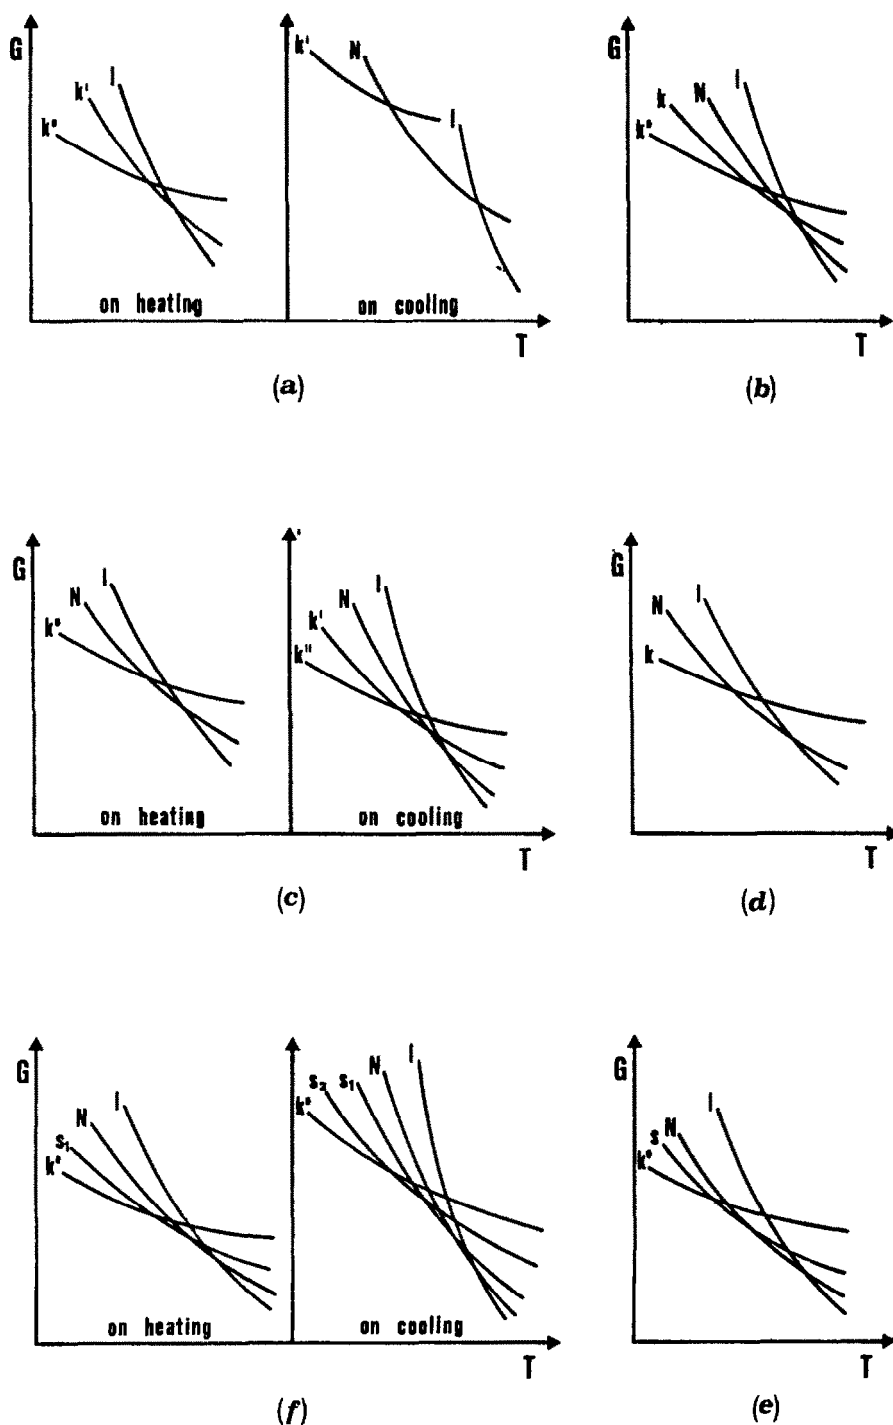 G k" k' I
on heating
k' N I
on cooling
T
(a)
G k" k N I
T
(b)
G k" N I
on heating
k" k' N I
on cooling
T
(c)
G k N I
T
(d)
G k" s₁ N I
on heating
k" s₂ s₁ N I
on cooling
T
(f)
G k" s N I
T
(e)